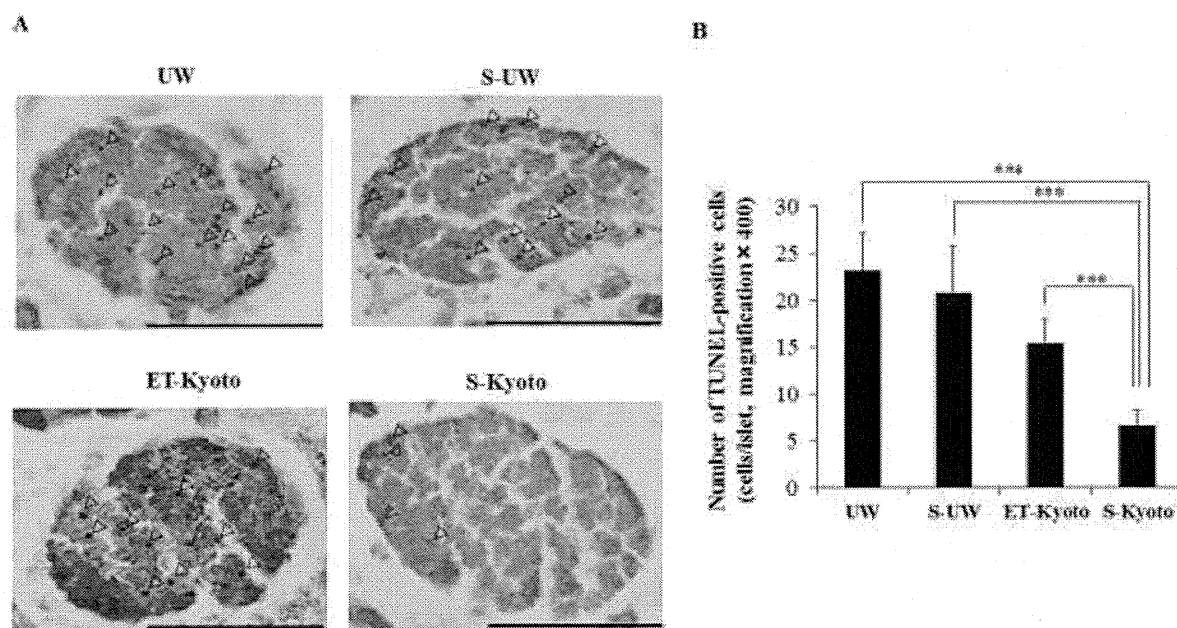 A
UW
S-UW
ET-Kyoto
S-Kyoto
B
Number of TUNEL-positive cells
(cells/islet, magnification × 400)
***
***
***
30
25
20
15
10
5
0
UW
S-UW
ET-Kyoto
S-Kyoto